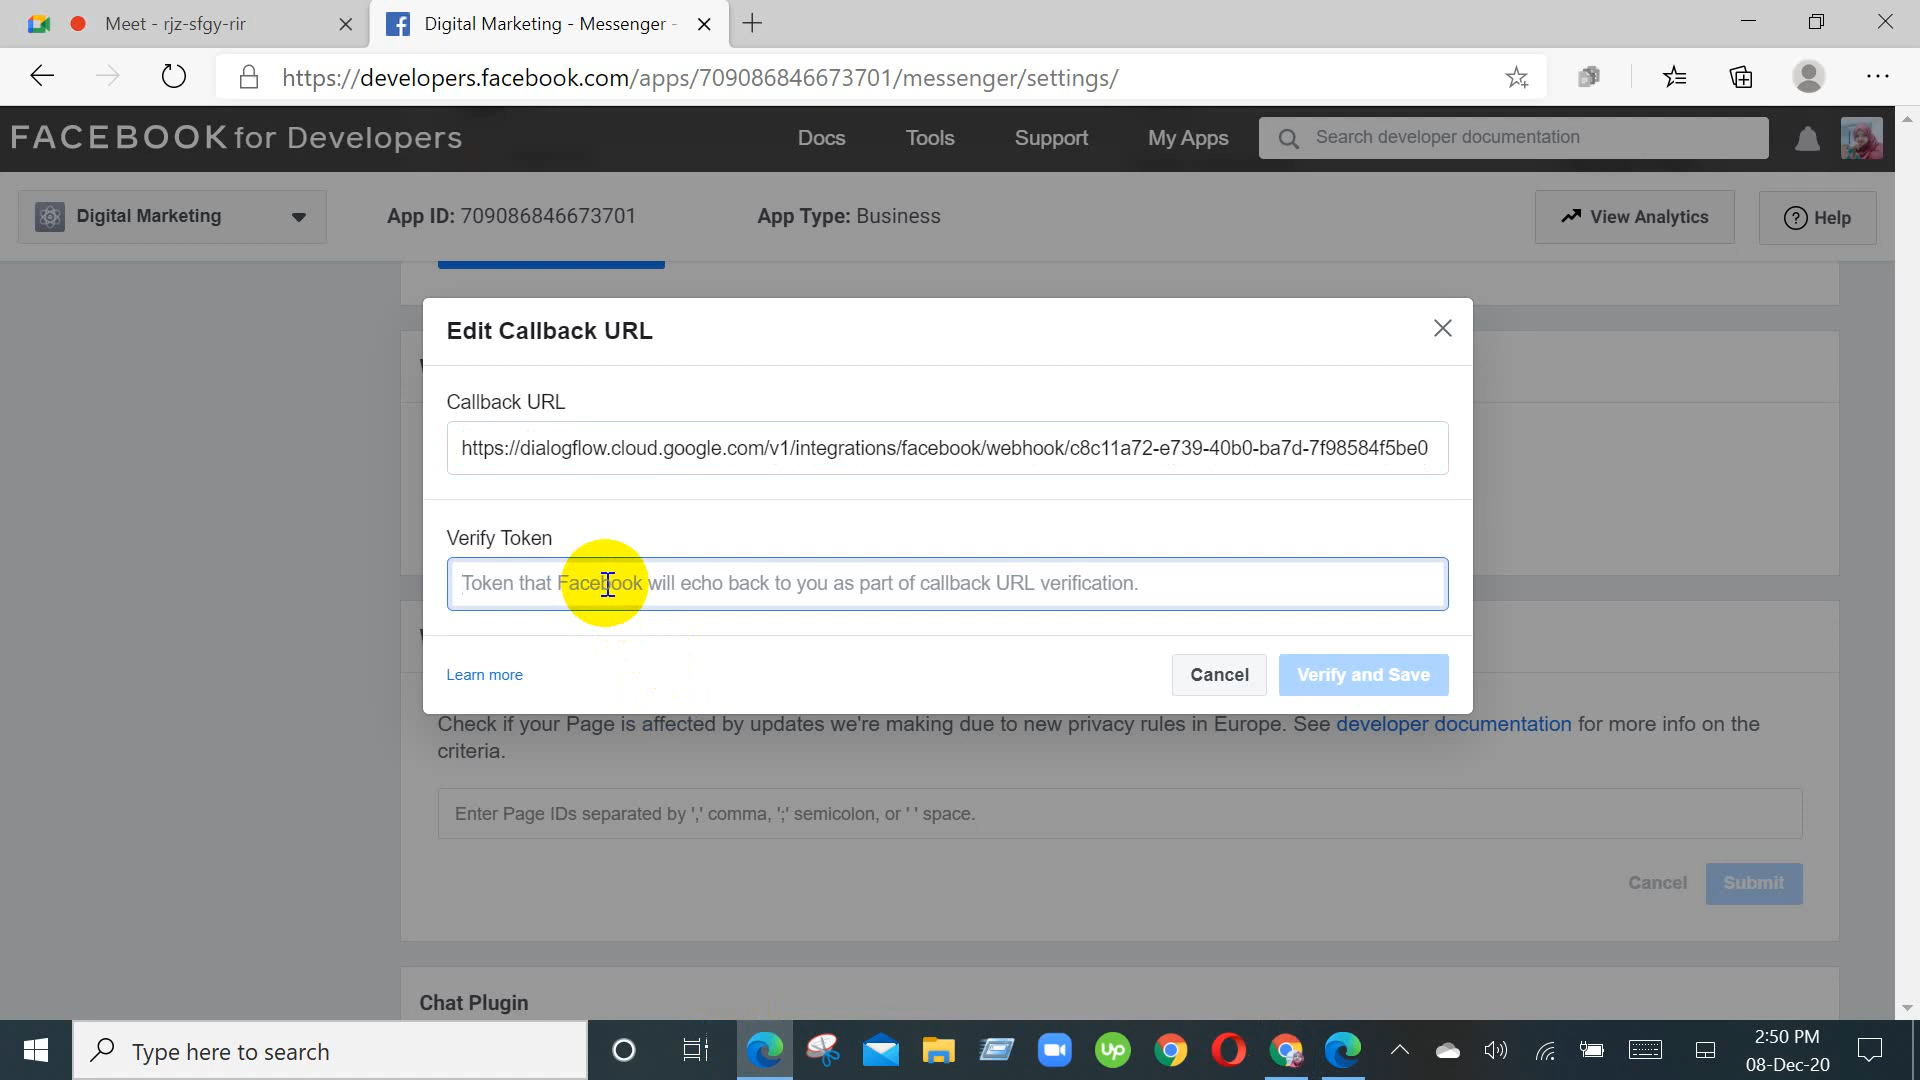 Meet - rjz-sfgy-rir
Digital Marketing - Messenger -
https://developers.facebook.com/apps/709086846673701/messenger/settings/
FACEBOOK for Developers
Docs
Tools
Support
My Apps
Search developer documentation
Digital Marketing
App ID: 709086846673701
App Type: Business
View Analytics
? Help
Edit Callback URL
Callback URL
https://dialogflow.cloud.google.com/v1/integrations/facebook/webhook/c8c11a72-e739-40b0-ba7d-7f98584f5be0
Verify Token
Token that Facebook will echo back to you as part of callback URL verification.
Learn more
Cancel
Verify and Save
Check if your Page is affected by updates we're making due to new privacy rules in Europe. See developer documentation for more info on the
criteria.
Enter Page IDs separated by ',' comma, ';' semicolon, or ' ' space.
Cancel
Submit
Chat Plugin
Type here to search
up
2:50 PM
08-Dec-20